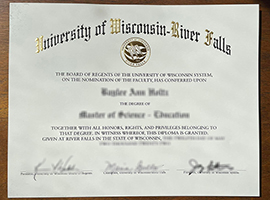 University of Wisconsin-River Falls
THE BOARD OF REGENTS OF THE UNIVERSITY OF WISCONSIN SYSTEM,
ON THE NOMINATION OF THE FACULTY, HAS CONFERRED UPON
Baylee Ann Holtz
THE DEGREE OF
Master of Science - Education
TOGETHER WITH ALL HONORS, RIGHTS, AND PRIVILEGES BELONGING TO
THAT DEGREE. IN WITNESS WHEREOF, THIS DIPLOMA IS GRANTED.
GIVEN AT RIVER FALLS IN THE STATE OF WISCONSIN,